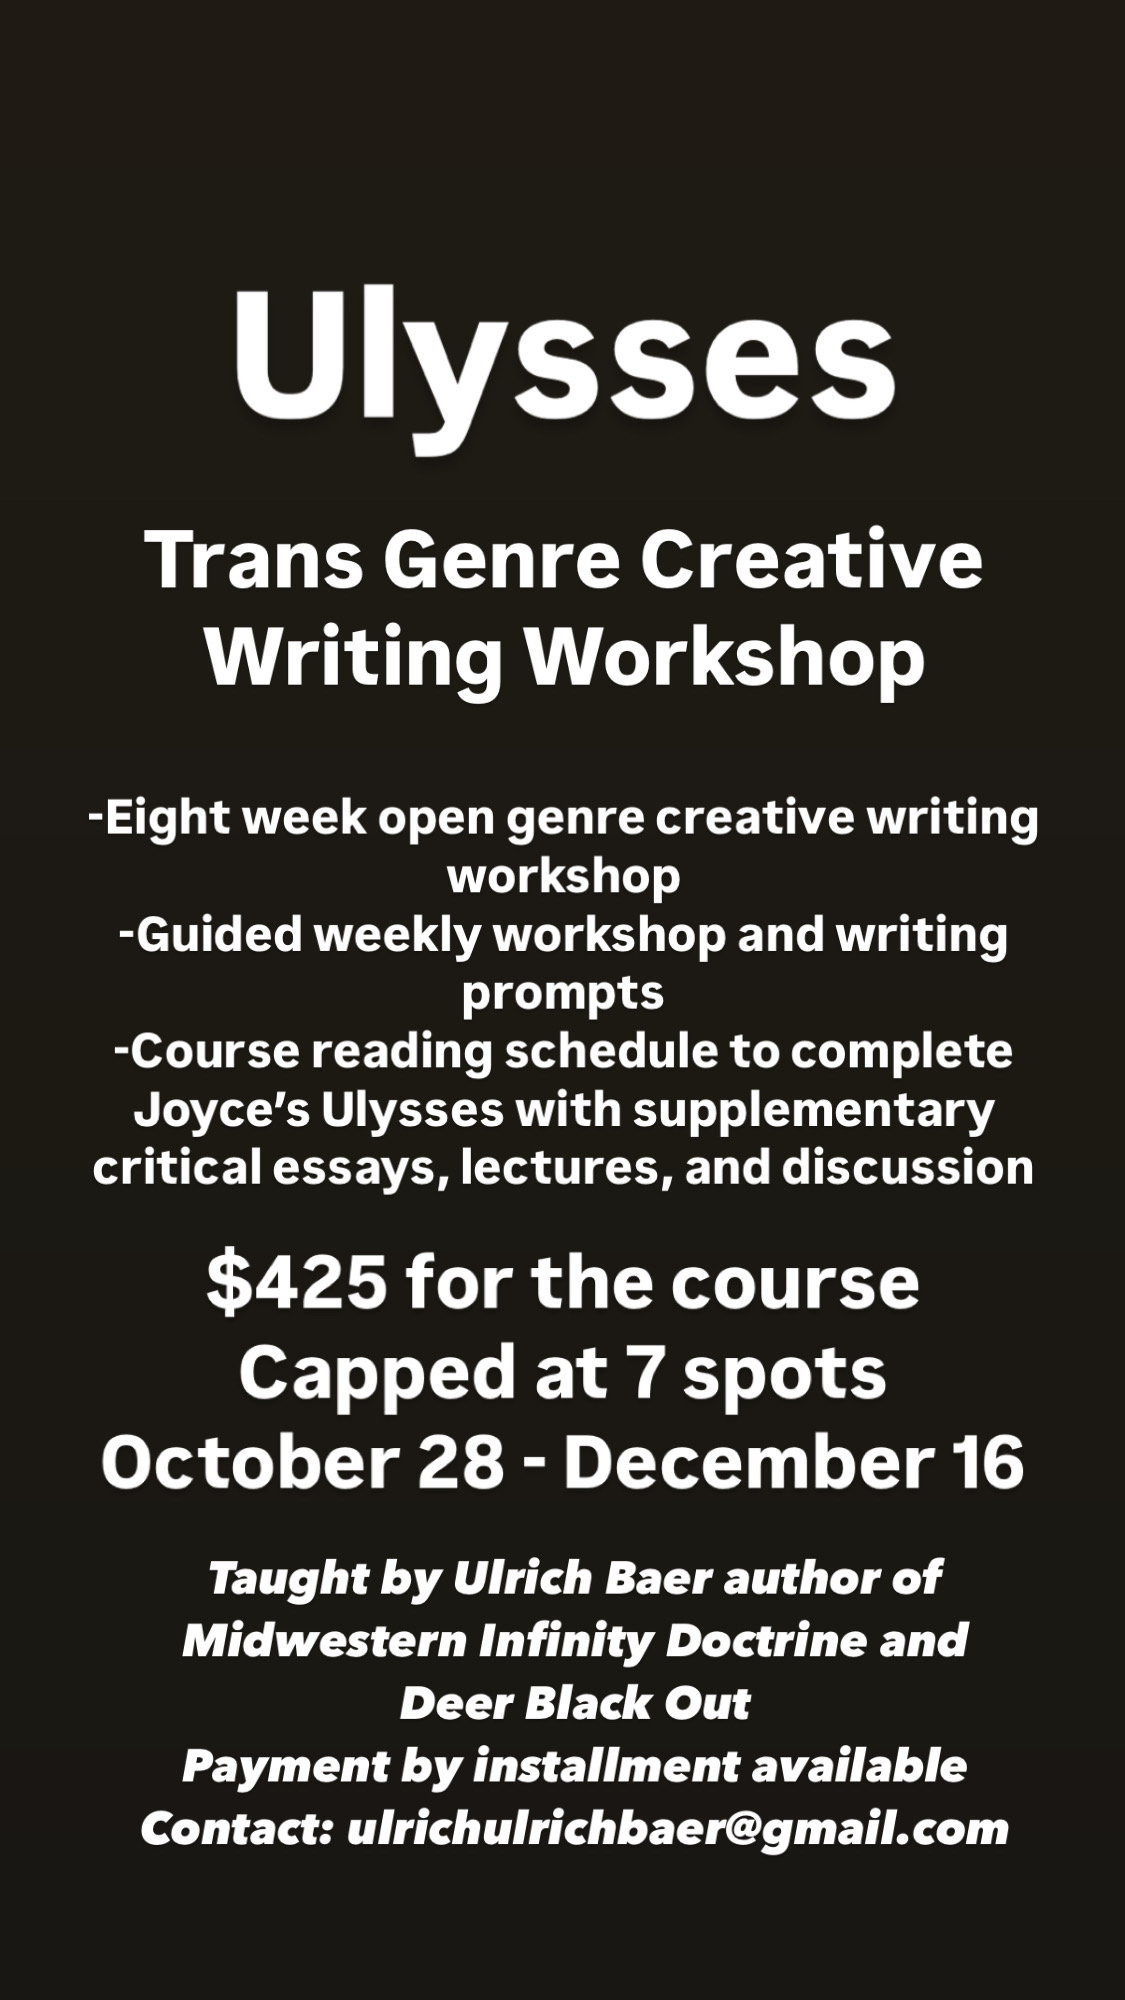 Ulysses
Trans Genre Creative
Writing Workshop
-Eight week open genre creative writing
workshop
-Guided weekly workshop and writing
prompts
-Course reading schedule to complete
Joyce’s Ulysses with supplementary
critical essays, lectures, and discussion
$425 for the course
Capped at 7 spots
October 28 - December 16
Taught by Ulrich Baer author of
Midwestern Infinity Doctrine and
Deer Black Out
Payment by installment available
Contact: ulrichulrichbaer@gmail.com